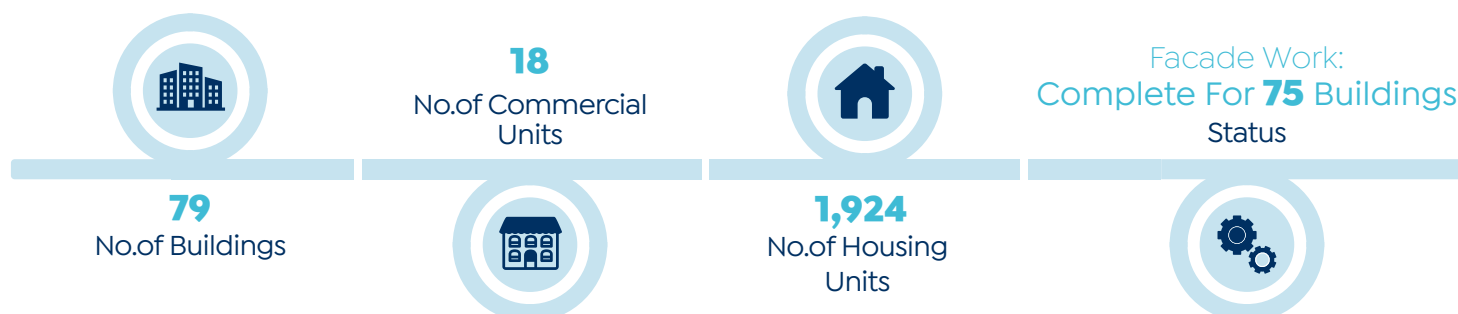 79
No.of Buildings
18
No.of Commercial
Units
1,924
No.of Housing
Units
Facade Work:
Complete For 75 Buildings
Status